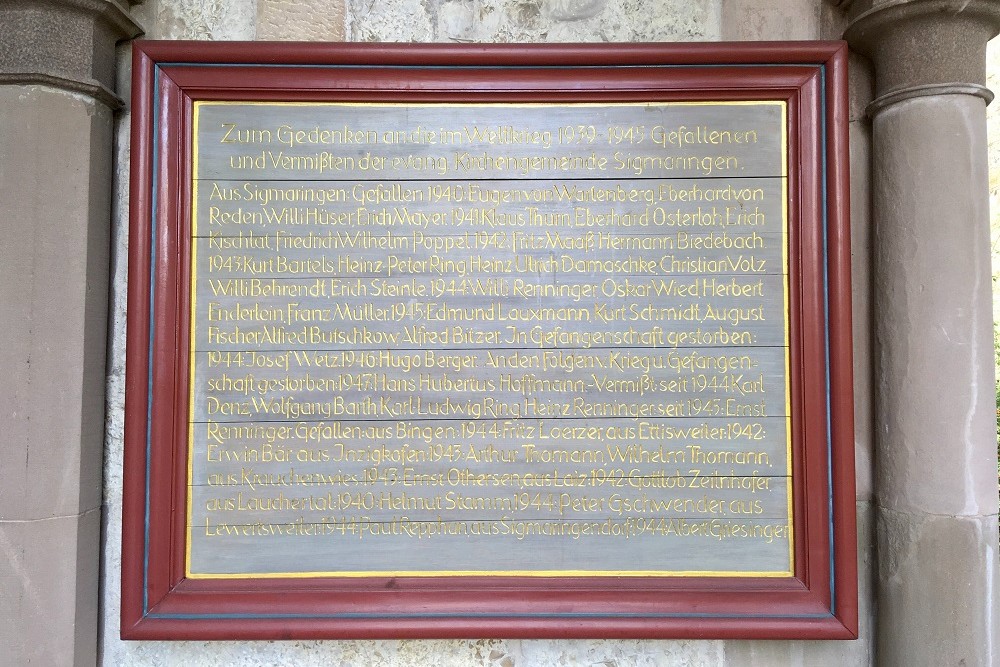 Zum Gedenken an die im Weltkrieg 1939-1945 Gefallenen
und Vermißten der evang. Kirchengemeinde Sigmaringen.
Aus Sigmaringen: Gefallen 1940: Eugen von Wartenberg, Eberhard von
Reden, Willi Hüser, Erich Mayer. 1941: Klaus Thurn, Eberhard Osterloh, Erich
Kischlat, Friedrich Wilhelm Poppel. 1942: Fritz Maaß, Hermann Biedebach
1943: Kurt Bartels, Heinz-Peter Ring, Heinz Ulrich Damaschke, Christian Volz
Willi Behrendt, Erich Steinle. 1944: Willi Renninger, Oskar Wied, Herbert
Enderlein, Franz Müller. 1945: Edmund Lauxmann, Kurt Schmidt, August
Fischer, Alfred Butschkow, Alfred Bitzer. In Gefangenschaft gestorben:
1944: Josef Wetz. 1946 Hugo Berger. An den Folgen v. Krieg u. Gefangen-
schaft gestorben: 1947: Hans Hubertus Hoffmann.-Vermißt: seit 1944 Karl
Denz, Wolfgang Barth, Karl-Ludwig Ring, Heinz Renninger. seit 1945: Ernst
Renninger. Gefallen: aus Bingen: 1944: Fritz Loerzer, aus Ettisweiler: 1942:
Erwin Bär, aus Inzigkofen: 1945: Arthur Thomann, Wilhelm Thomann,
aus Krauchenwies: 1943: Ernst Othersen, aus Laiz: 1942: Gottlob Zeitnhofer,
aus Lauchertal: 1940: Helmut Stamm, 1944: Peter Gschwender, aus
Levertsweiler: 1944: Paul Repphan, aus Sigmaringendorf: 1944 Albert Griesinger